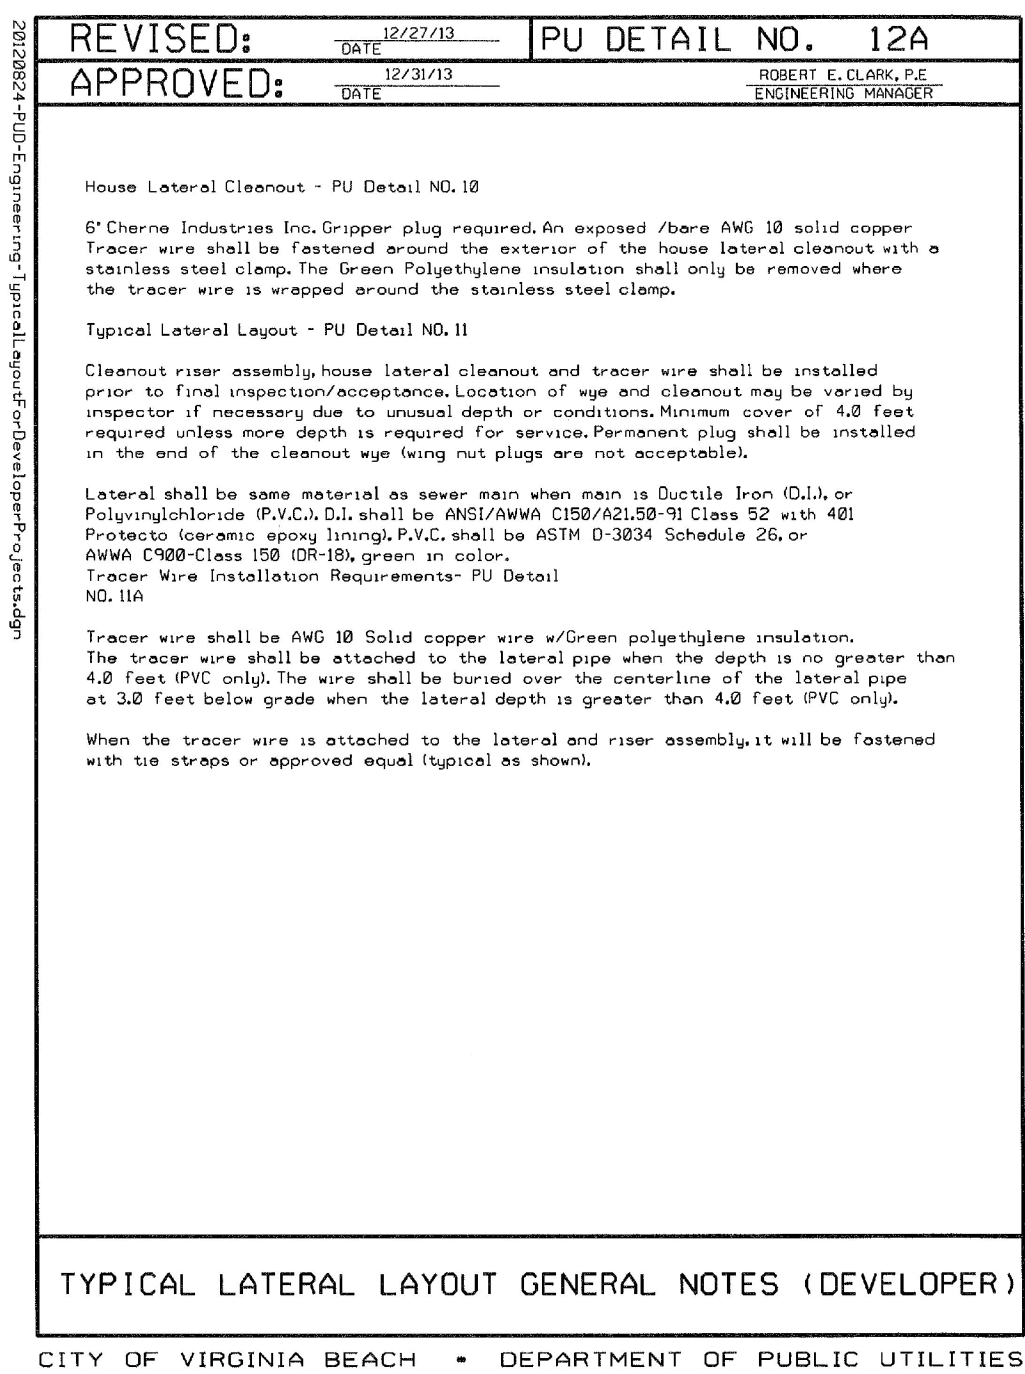 REVISED: 12/27/13 PU DETAIL NO. 12A
DATE
APPROVED: 12/31/13 ROBERT E. CLARK, P.E
DATE ENGINEERING MANAGER
20120824-PUD-Engineering-TypicalLayoutForDeveloperProjects.dgn
House Lateral Cleanout - PU Detail NO. 10
6" Cherne Industries Inc. Gripper plug required. An exposed /bare AWG 10 solid copper
Tracer wire shall be fastened around the exterior of the house lateral cleanout with a
stainless steel clamp. The Green Polyethylene insulation shall only be removed where
the tracer wire is wrapped around the stainless steel clamp.
Typical Lateral Layout - PU Detail NO. 11
Cleanout riser assembly, house lateral cleanout and tracer wire shall be installed
prior to final inspection/acceptance. Location of wye and cleanout may be varied by
inspector if necessary due to unusual depth or conditions. Minimum cover of 4.0 feet
required unless more depth is required for service. Permanent plug shall be installed
in the end of the cleanout wye (wing nut plugs are not acceptable).
Lateral shall be same material as sewer main when main is Ductile Iron (D.I.), or
Polyvinylchloride (P.V.C.). D.I. shall be ANSI/AWWA C150/A21.50-91 Class 52 with 401
Protecto (ceramic epoxy lining). P.V.C. shall be ASTM D-3034 Schedule 26, or
AWWA C900-Class 150 (DR-18), green in color.
Tracer Wire Installation Requirements- PU Detail
NO. 11A
Tracer wire shall be AWG 10 Solid copper wire w/Green polyethylene insulation.
The tracer wire shall be attached to the lateral pipe when the depth is no greater than
4.0 feet (PVC only). The wire shall be buried over the centerline of the lateral pipe
at 3.0 feet below grade when the lateral depth is greater than 4.0 feet (PVC only).
When the tracer wire is attached to the lateral and riser assembly, it will be fastened
with tie straps or approved equal (typical as shown).
TYPICAL LATERAL LAYOUT GENERAL NOTES (DEVELOPER)
CITY OF VIRGINIA BEACH • DEPARTMENT OF PUBLIC UTILITIES